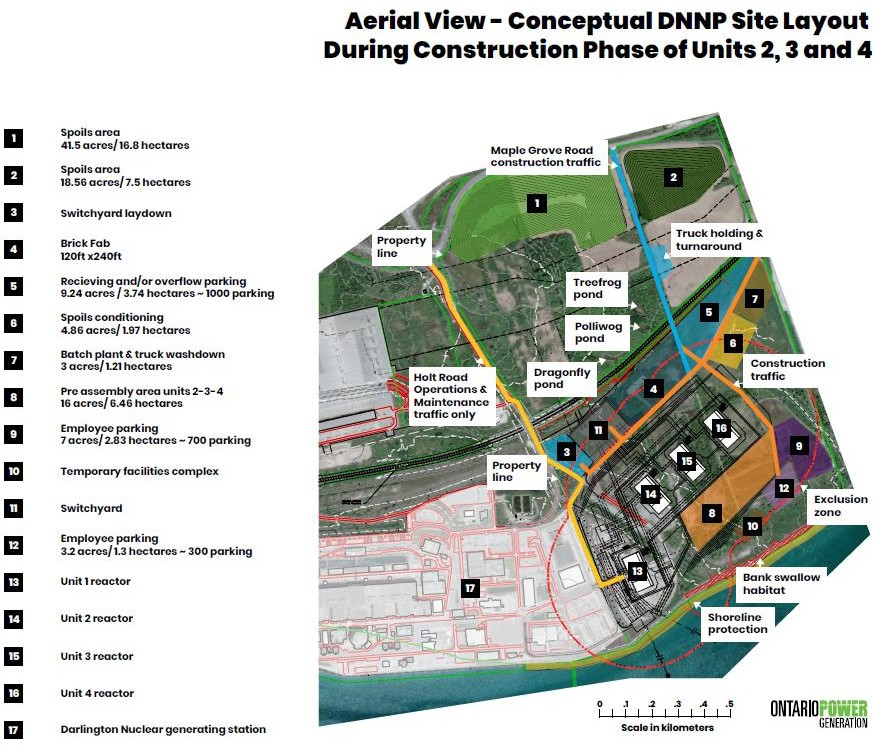 Aerial View - Conceptual DNNP Site Layout
During Construction Phase of Units 2, 3 and 4
1
Spoils area
41.5 acres/ 16.8 hectares
2
Spoils area
18.56 acres/ 7.5 hectares
3
Switchyard laydown
4
Brick Fab
120ft x240ft
5
Recieving and/or overflow parking
9.24 acres / 3.74 hectares ~ 1000 parking
6
Spoils conditioning
4.86 acres/ 1.97 hectares
7
Batch plant & truck washdown
3 acres/ 1.21 hectares
8
Pre assembly area units 2-3-4
16 acres/ 6.46 hectares
9
Employee parking
7 acres/ 2.83 hectares ~ 700 parking
10
Temporary facilities complex
11
Switchyard
12
Employee parking
3.2 acres/ 1.3 hectares ~ 300 parking
13
Unit 1 reactor
14
Unit 2 reactor
15
Unit 3 reactor
16
Unit 4 reactor
17
Darlington Nuclear generating station
Maple Grove Road
construction traffic
2
1
Property
line
Truck holding &
turnaround
Treefrog
pond
5
7
Polliwog
pond
6
Dragonfly
pond
Construction
traffic
Holt Road
Operations &
Maintenance
traffic only
4
16
11
9
3
15
Property
line
14
12
Exclusion
zone
8
10
13
17
Bank swallow
habitat
Shoreline
protection
0 .1 .2 .3 .4 .5
Scale in kilometers
ONTARIOPOWER
GENERATION